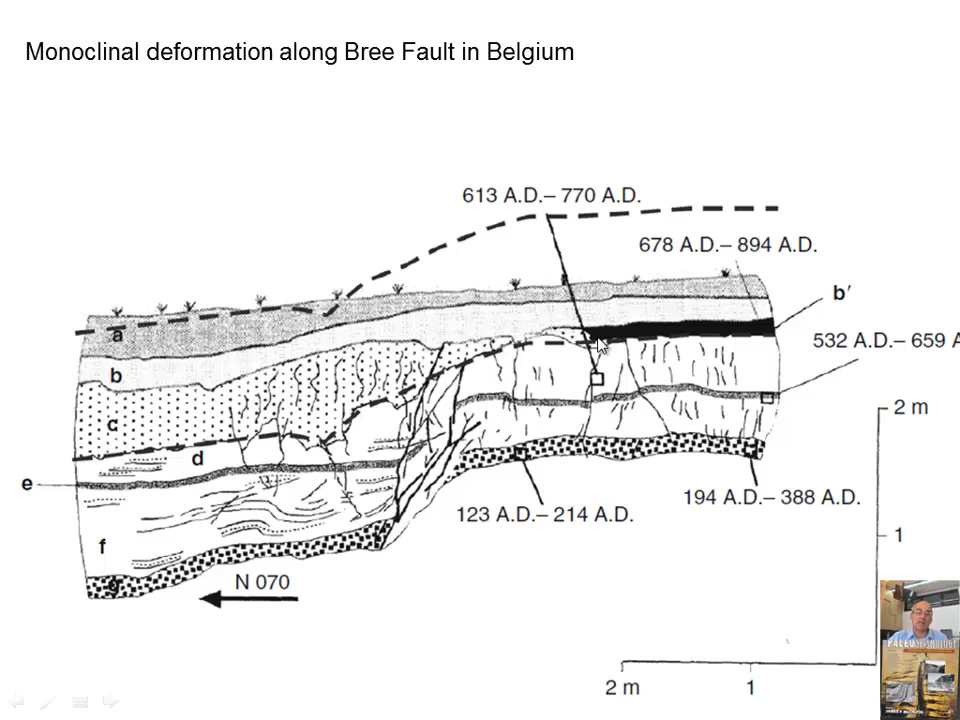 Monoclinal deformation along Bree Fault in Belgium
613 A.D.– 770 A.D.
678 A.D.– 894 A.D.
b′
a
532 A.D.– 659 A
b
c
2 m
d
e
194 A.D.– 388 A.D.
123 A.D.– 214 A.D.
1
f
g
N 070
2 m
1